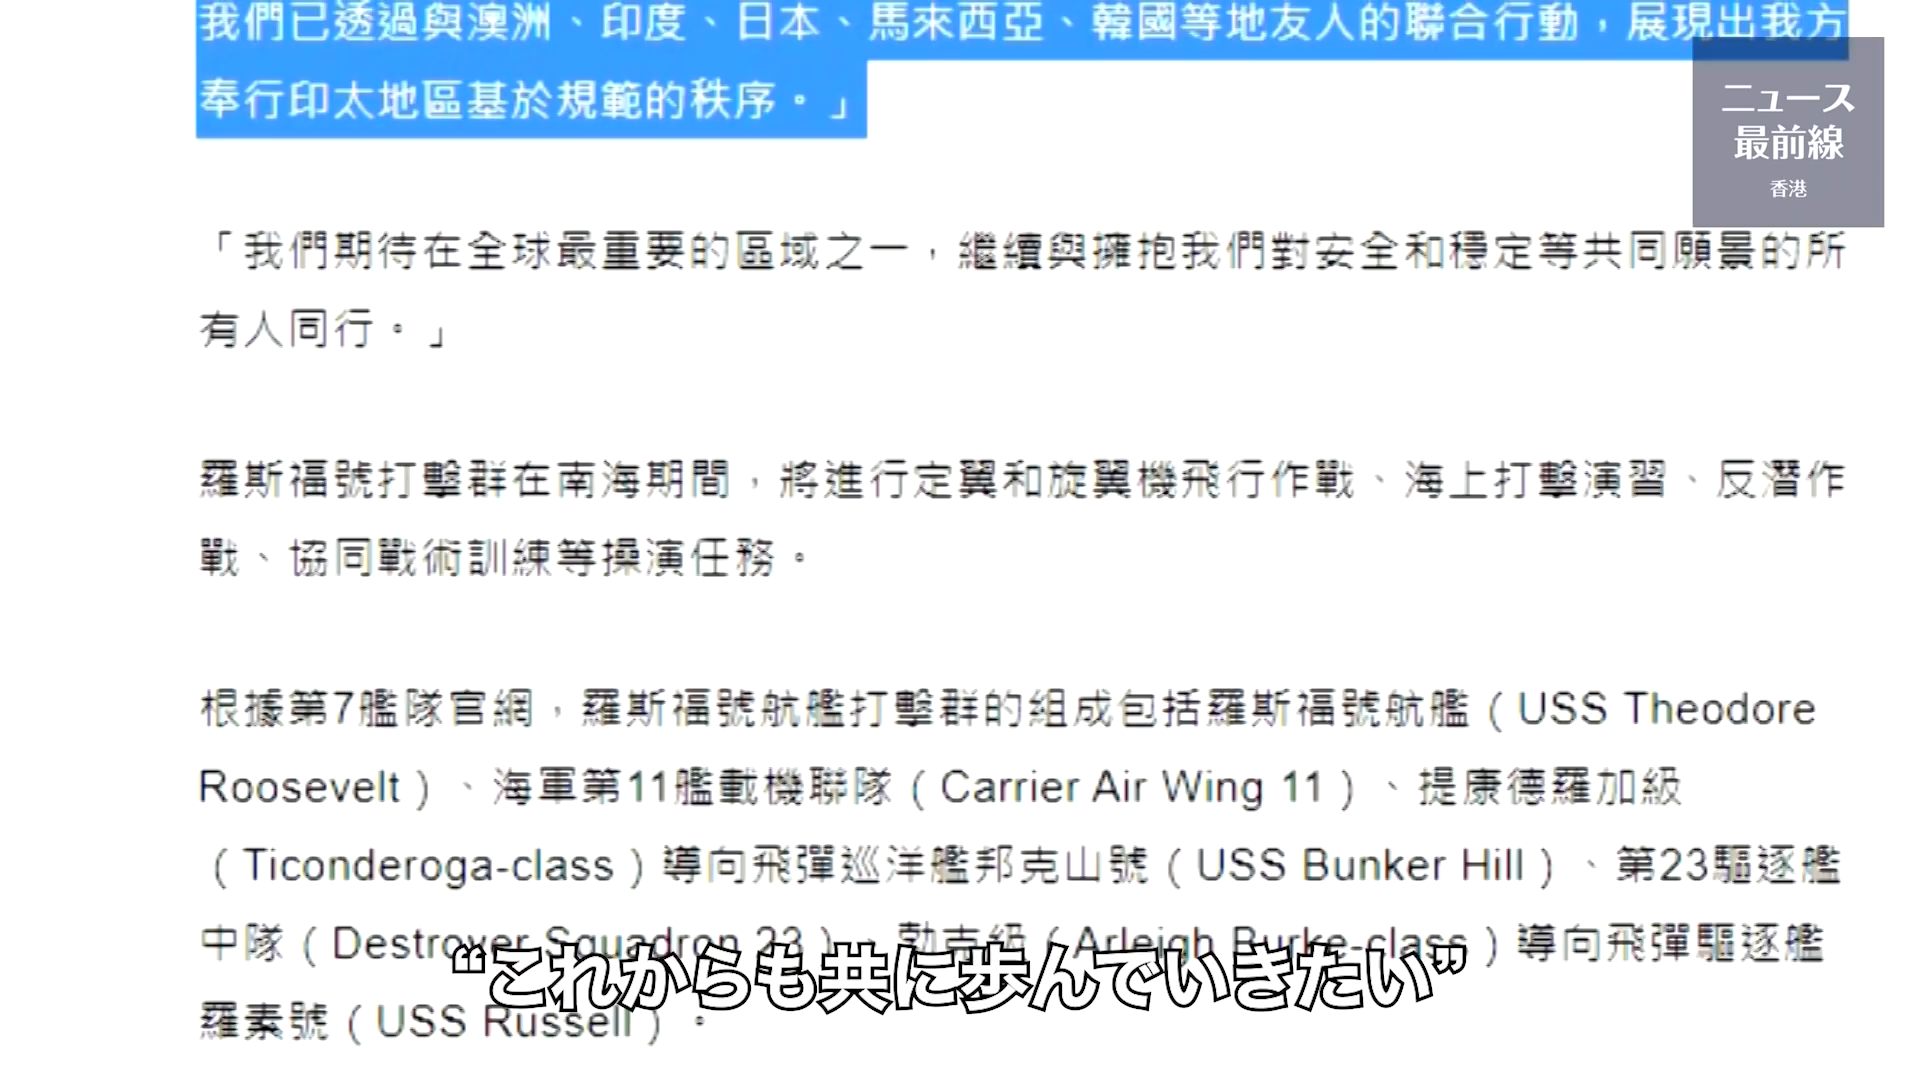 我們已透過與澳洲、印度、日本、馬來西亞、韓國等地友人的聯合行動，展現出我方
奉行印太地區基於規範的秩序。」
ニュース
最前線
香港
「我們期待在全球最重要的區域之一，繼續與擁抱我們對安全和穩定等共同願景的所
有人同行。」
羅斯福號打擊群在南海期間，將進行定翼和旋翼機飛行作戰、海上打擊演習、反潛作
戰、協同戰術訓練等操演任務。
根據第7艦隊官網，羅斯福號航艦打擊群的組成包括羅斯福號航艦（USS Theodore
Roosevelt）、海軍第11艦載機聯隊（Carrier Air Wing 11）、提康德羅加級
（Ticonderoga-class）導向飛彈巡洋艦邦克山號（USS Bunker Hill）、第23驅逐艦
中隊（Destroyer Squadron 23）、勃克級（Arleigh Burke-class）導向飛彈驅逐艦
羅素號（USS Russell）。
“これからも共に歩んでいきたい”